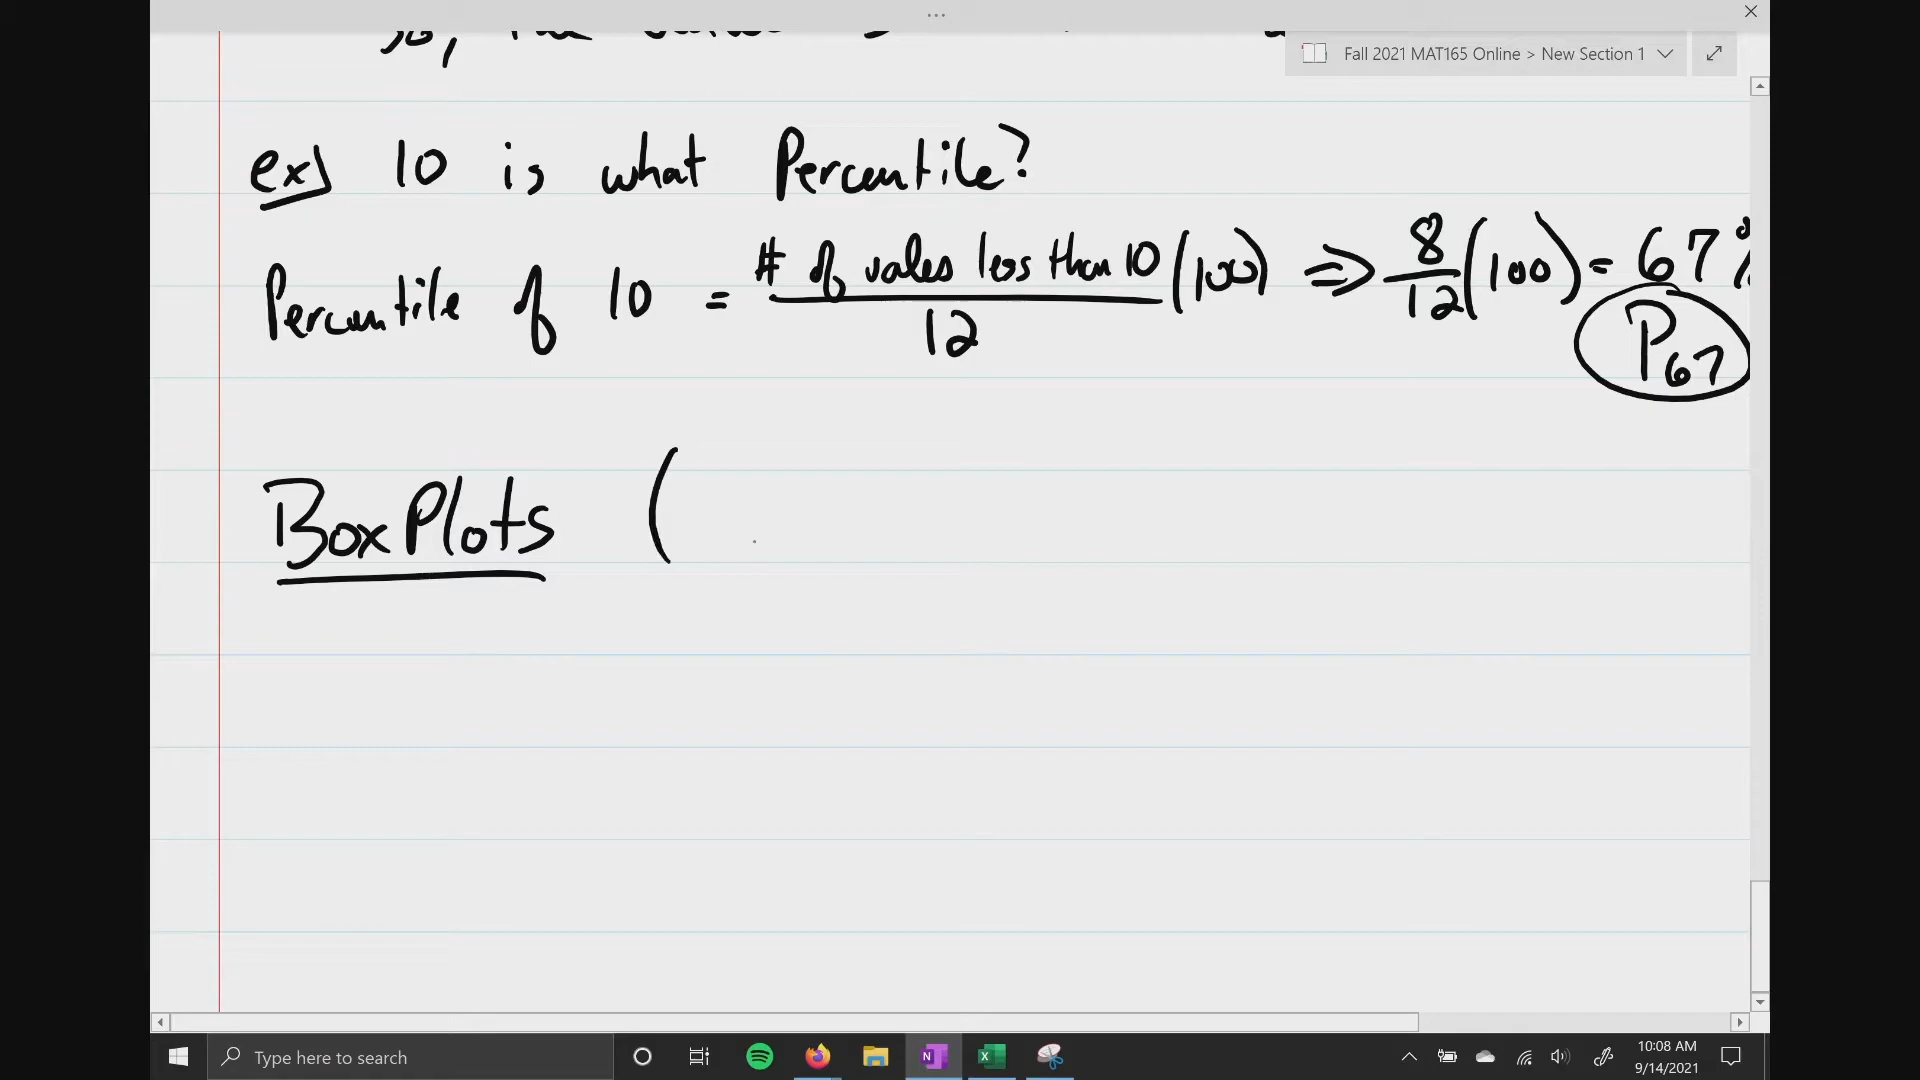 ...
Fall 2021 MAT165 Online > New Section 1
so,
ex) 10 is what Percentile?
Percentile of 10 = # of vales less than 10 / 12 (100) ⇒ 8/12 (100) = 67%
P67
Box Plots (
Type here to search
10:08 AM
9/14/2021